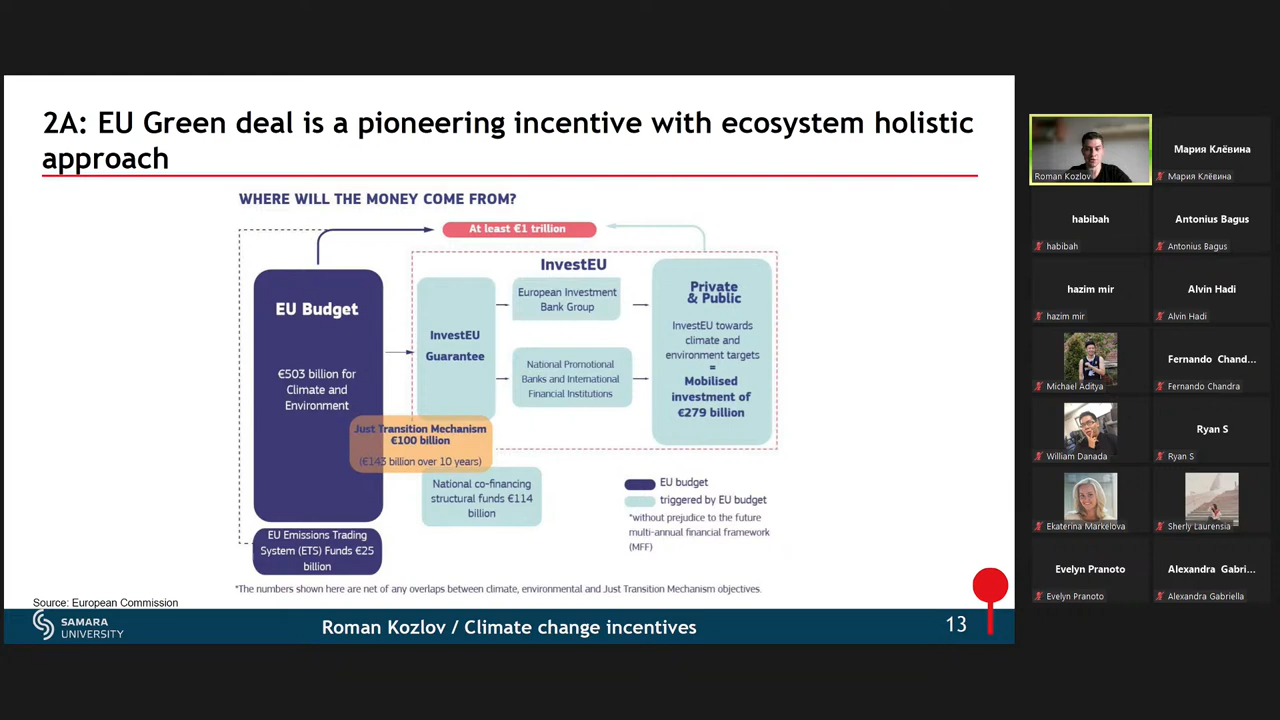 2A: EU Green deal is a pioneering incentive with ecosystem holistic
approach
WHERE WILL THE MONEY COME FROM?
At least €1 trillion
EU Budget
€503 billion for
Climate and
Environment
InvestEU
InvestEU
Guarantee
European Investment
Bank Group
National Promotional
Banks and International
Financial Institutions
Private
& Public
InvestEU towards
climate and
environment targets
=
Mobilised
investment of
€279 billion
Just Transition Mechanism
€100 billion
(€143 billion over 10 years)
National co-financing
structural funds €114
billion
EU Emissions Trading
System (ETS) Funds €25
billion
EU budget
triggered by EU budget
*without prejudice to the future
multi-annual financial framework
(MFF)
*The numbers shown here are net of any overlaps between climate, environmental and Just Transition Mechanism objectives.
Source: European Commission
SAMARA
UNIVERSITY
Roman Kozlov / Climate change incentives
13
Roman Kozlov
Мария Клёвина
Мария Клёвина
habibah
habibah
Antonius Bagus
Antonius Bagus
hazim mir
hazim mir
Alvin Hadi
Alvin Hadi
Michael Aditya
Fernando Chand...
Fernando Chandra
William Danada
Ryan S
Ryan S
Ekaterina Markelova
Sherly Laurensia
Evelyn Pranoto
Evelyn Pranoto
Alexandra Gabri...
Alexandra Gabriella